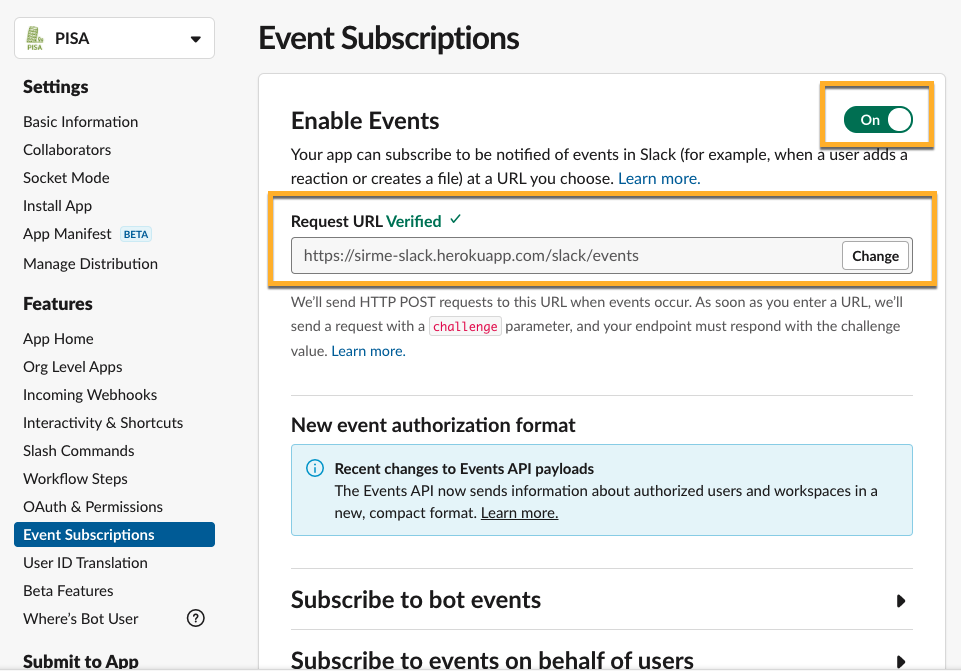 PISA
PISA
Settings
Basic Information
Collaborators
Socket Mode
Install App
App Manifest BETA
Manage Distribution
Features
App Home
Org Level Apps
Incoming Webhooks
Interactivity & Shortcuts
Slash Commands
Workflow Steps
OAuth & Permissions
Event Subscriptions
User ID Translation
Beta Features
Where's Bot User
Submit to App
Event Subscriptions
Enable Events
On
Your app can subscribe to be notified of events in Slack (for example, when a user adds a
reaction or creates a file) at a URL you choose. Learn more.
Request URL Verified ✓
https://sirme-slack.herokuapp.com/slack/events
Change
We'll send HTTP POST requests to this URL when events occur. As soon as you enter a URL, we'll
send a request with a challenge parameter, and your endpoint must respond with the challenge
value. Learn more.
New event authorization format
Recent changes to Events API payloads
The Events API now sends information about authorized users and workspaces in a
new, compact format. Learn more.
Subscribe to bot events
Subscribe to events on behalf of users